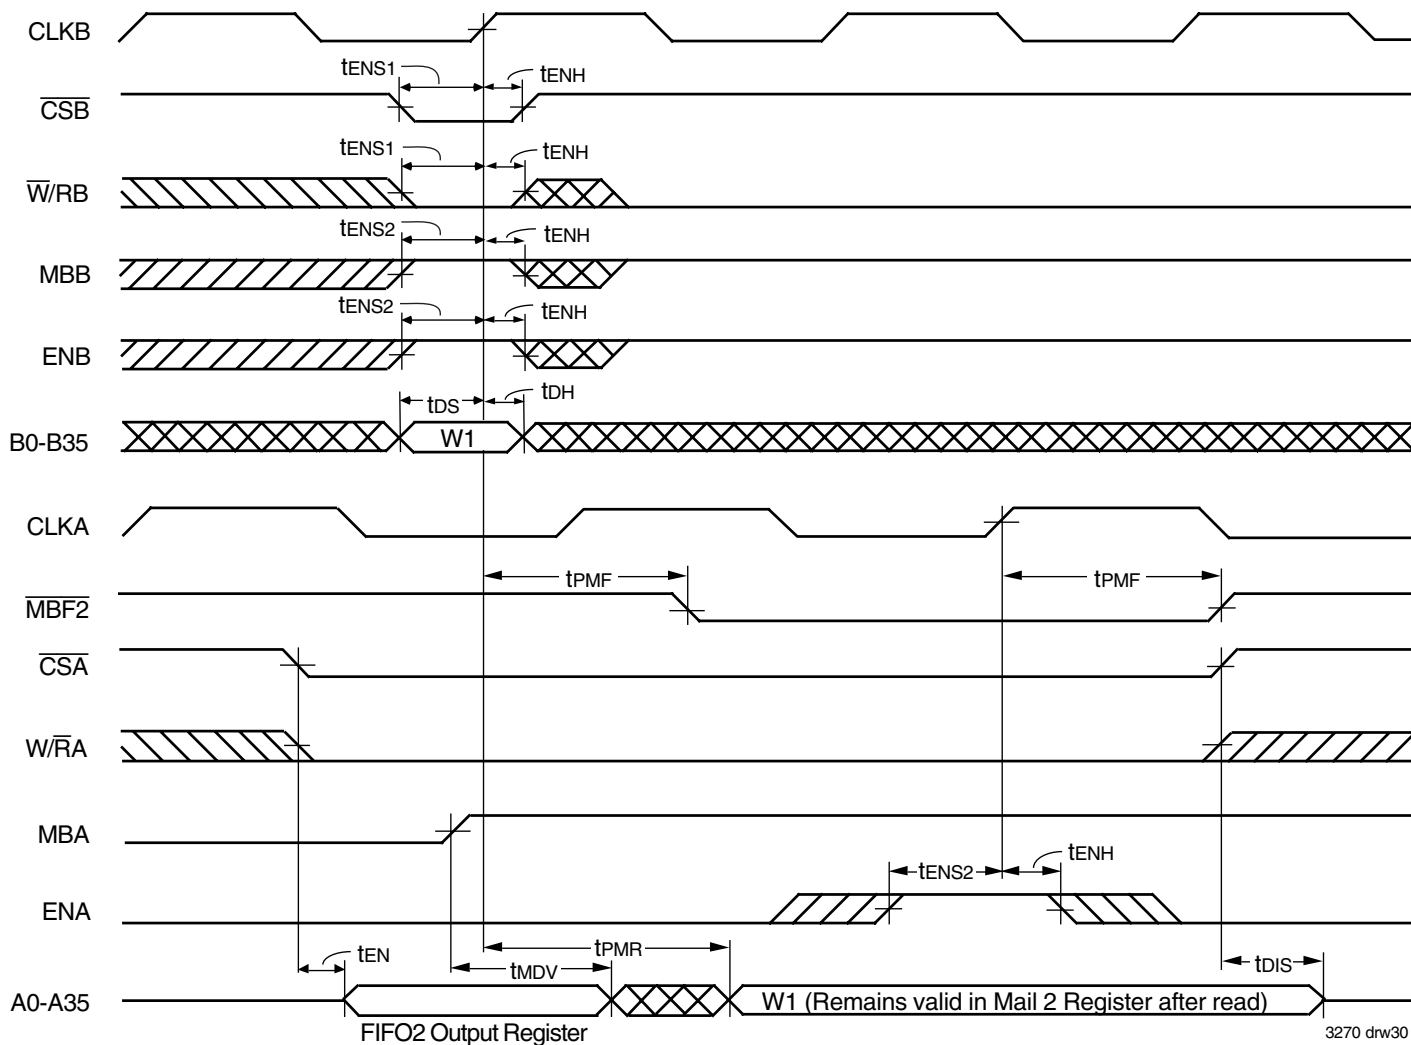 CLKB
tENS1
tENH
CSB
tENS1
tENH
W/RB
tENS2
tENH
MBB
tENS2
tENH
ENB
tDS
tDH
B0-B35
W1
CLKA
tPMF
tPMF
MBF2
CSA
W/RA
MBA
tENS2
tENH
ENA
tEN
tPMR
tMDV
tDIS
A0-A35
W1 (Remains valid in Mail 2 Register after read)
FIFO2 Output Register
3270 drw30